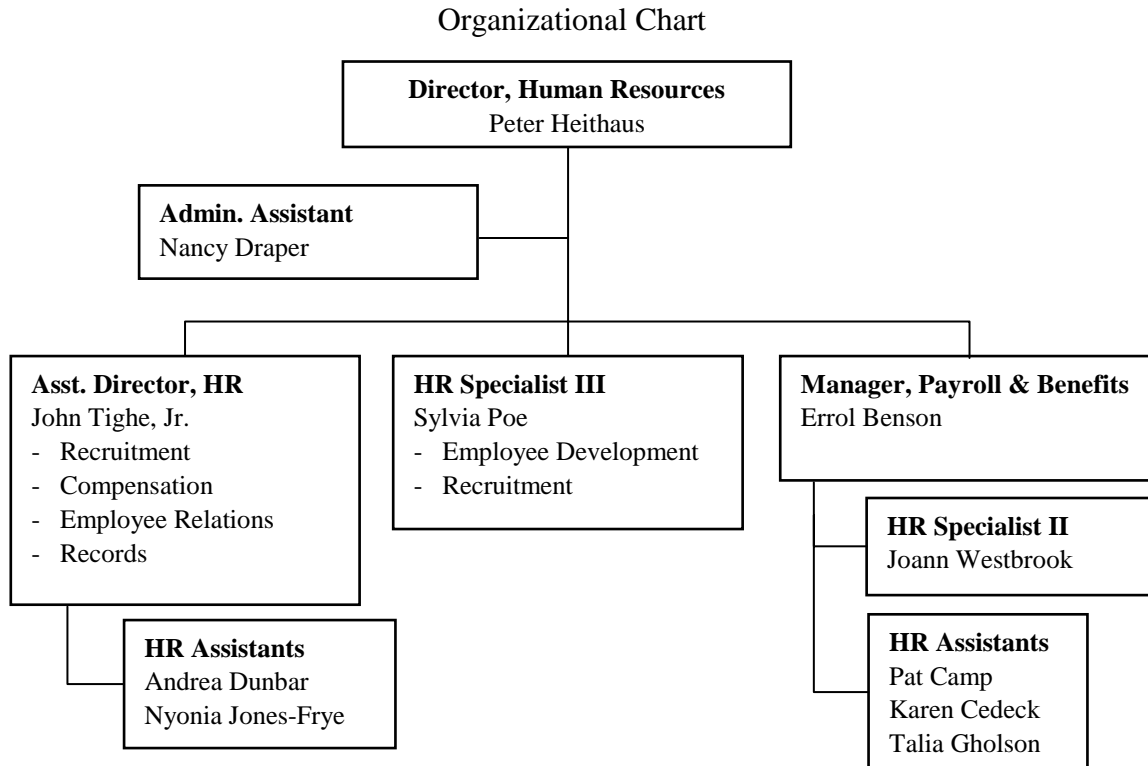 Organizational Chart
Director, Human Resources
Peter Heithaus
Admin. Assistant
Nancy Draper
Asst. Director, HR
John Tighe, Jr.
- Recruitment
- Compensation
- Employee Relations
- Records
HR Assistants
Andrea Dunbar
Nyonia Jones-Frye
HR Specialist III
Sylvia Poe
- Employee Development
- Recruitment
Manager, Payroll & Benefits
Errol Benson
HR Specialist II
Joann Westbrook
HR Assistants
Pat Camp
Karen Cedeck
Talia Gholson